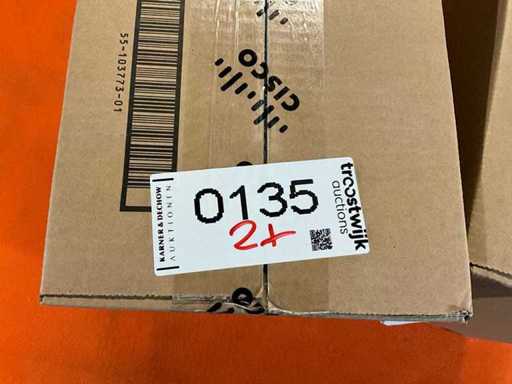 55-103773-01
CISCO
KARNER & DECHOW
AUKTIONEN
0135
2x
troostwijk
auctions